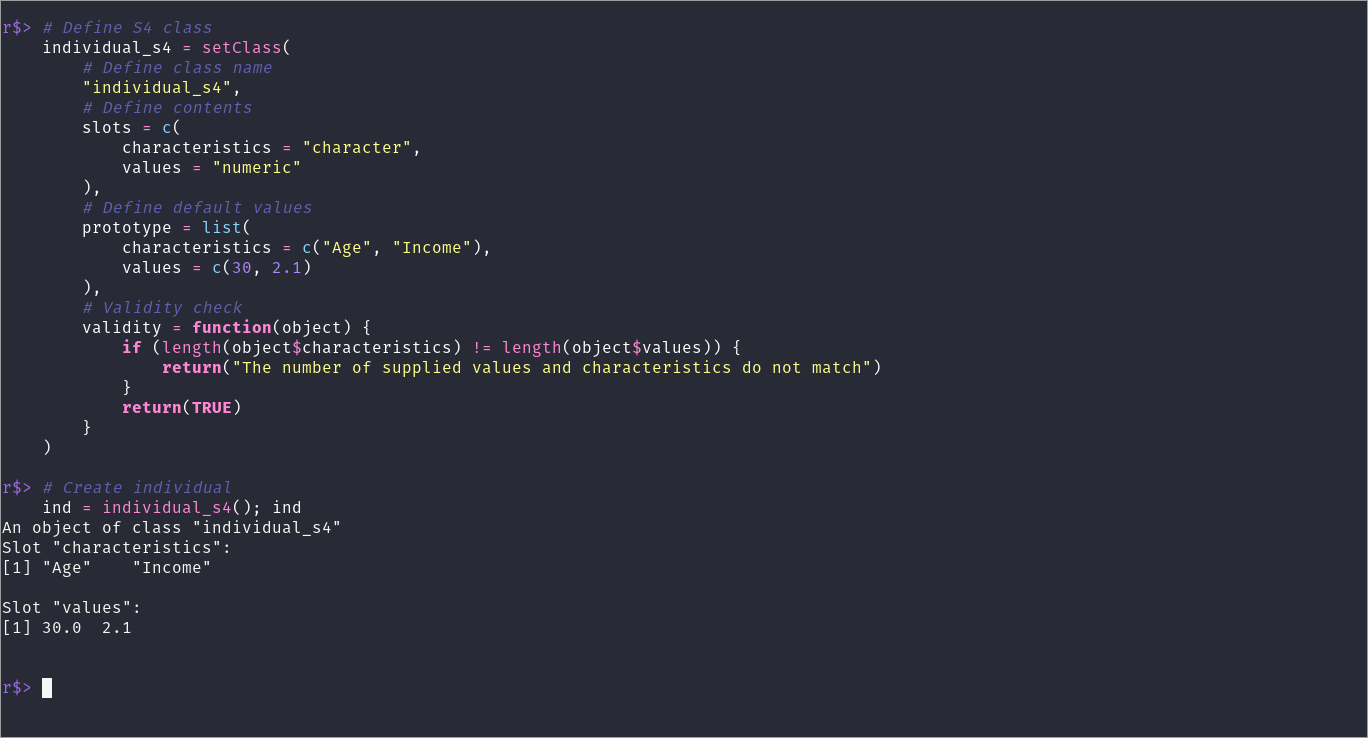 r$> # Define S4 class
    individual_s4 = setClass(
        # Define class name
        "individual_s4",
        # Define contents
        slots = c(
            characteristics = "character",
            values = "numeric"
        ),
        # Define default values
        prototype = list(
            characteristics = c("Age", "Income"),
            values = c(30, 2.1)
        ),
        # Validity check
        validity = function(object) {
            if (length(object$characteristics) != length(object$values)) {
                return("The number of supplied values and characteristics do not match")
            }
            return(TRUE)
        }
    )
r$> # Create individual
    ind = individual_s4(); ind
An object of class "individual_s4"
Slot "characteristics":
[1] "Age"    "Income"
Slot "values":
[1] 30.0  2.1
r$>